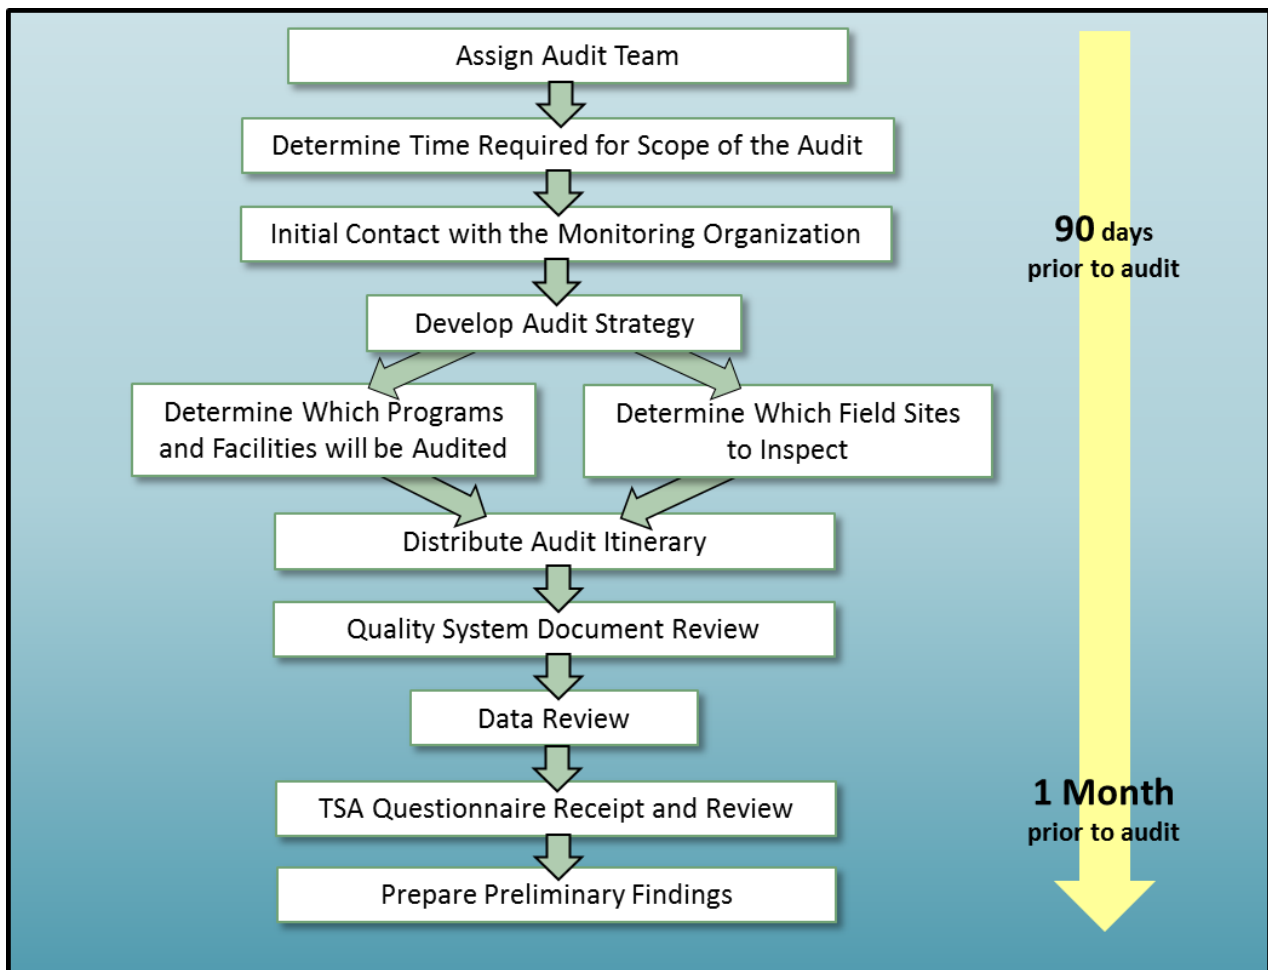 Assign Audit Team
Determine Time Required for Scope of the Audit
Initial Contact with the Monitoring Organization
90 days
prior to audit
Develop Audit Strategy
Determine Which Programs
and Facilities will be Audited
Determine Which Field Sites
to Inspect
Distribute Audit Itinerary
Quality System Document Review
Data Review
TSA Questionnaire Receipt and Review
1 Month
prior to audit
Prepare Preliminary Findings